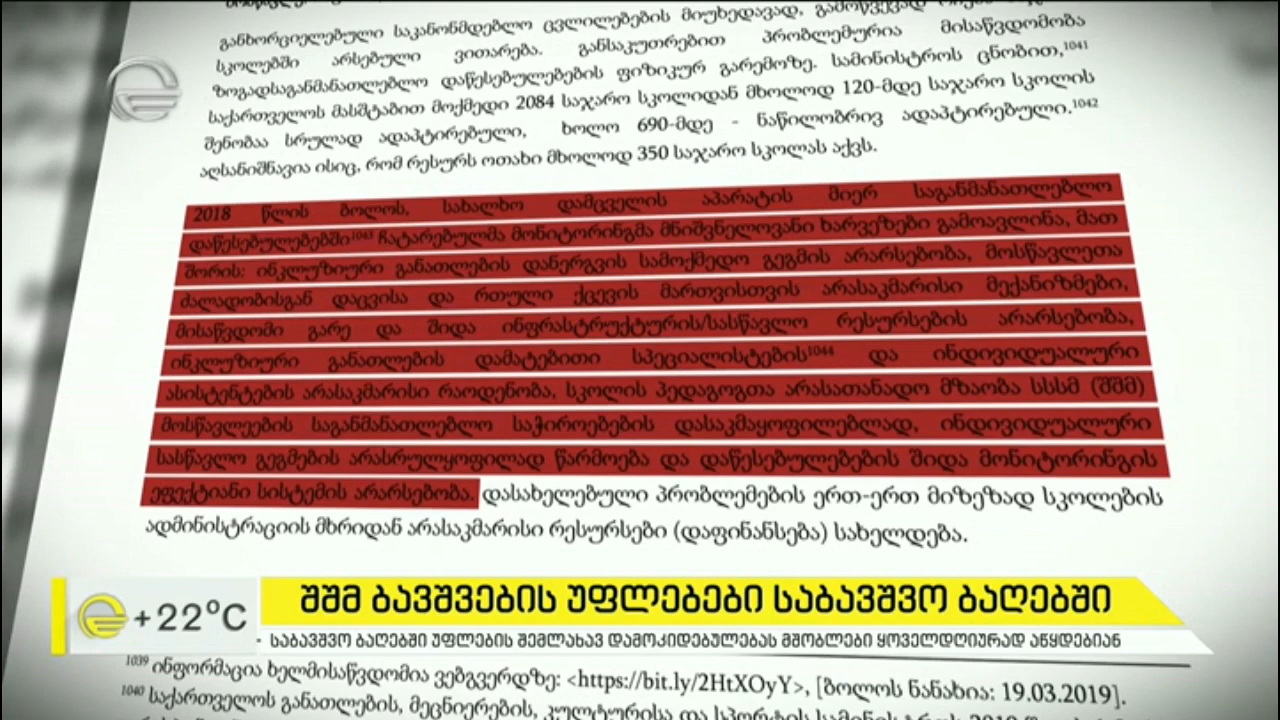 განხორციელებული საკანონმდებლო ცვლილებების მიუხედავად, გამოწვევად
სკოლებში არსებული ვითარება. განსაკუთრებით პრობლემურია მისაწვდომობა
ზოგადსაგანმანათლებლო დაწესებულებების ფიზიკურ გარემოზე. სამინისტროს ცნობით,1041
საქართველოს მასშტაბით მოქმედი 2084 საჯარო სკოლიდან მხოლოდ 120-მდე საჯარო სკოლის
შენობაა სრულად ადაპტირებული, ხოლო 690-მდე - ნაწილობრივ ადაპტირებული.1042
აღსანიშნავია ისიც, რომ რესურს ოთახი მხოლოდ 350 საჯარო სკოლას აქვს.
2018 წლის ბოლოს, სახალხო დამცველის აპარატის მიერ საგანმანათლებლო
დაწესებულებებში1043 ჩატარებულმა მონიტორინგმა მნიშვნელოვანი ხარვეზები გამოავლინა, მათ
შორის: ინკლუზიური განათლების დანერგვის სამოქმედო გეგმის არარსებობა, მოსწავლეთა
ძალადობისგან დაცვისა და რთული ქცევის მართვისთვის არასაკმარისი მექანიზმები,
მისაწვდომი გარე და შიდა ინფრასტრუქტურის/სასწავლო რესურსების არარსებობა,
ინკლუზიური განათლების დამატებითი სპეციალისტების1044 და ინდივიდუალური
ასისტენტების არასაკმარისი რაოდენობა, სკოლის პედაგოგთა არასათანადო მზაობა სსსმ (შშმ)
მოსწავლეების საგანმანათლებლო საჭიროებების დასაკმაყოფილებლად, ინდივიდუალური
სასწავლო გეგმების არასრულყოფილად წარმოება და დაწესებულებების შიდა მონიტორინგის
ეფექტიანი სისტემის არარსებობა. დასახელებული პრობლემების ერთ-ერთ მიზეზად სკოლების
ადმინისტრაციის მხრიდან არასაკმარისი რესურსები (დაფინანსება) სახელდება.
+22°C
შშმ ბავშვების უფლებები საბავშვო ბაღებში
საბავშვო ბაღებში უფლების შემლახავ დამოკიდებულებას მშობლები ყოველდღიურად აწყდებიან
1039 ინფორმაცია ხელმისაწვდომია ვებგვერდზე: <https://bit.ly/2HtXOyY>, [ბოლოს ნანახია: 19.03.2019].
1040 საქართველოს განათლების, მეცნიერების, კულტურისა და სპორტის სამინისტროს 2019